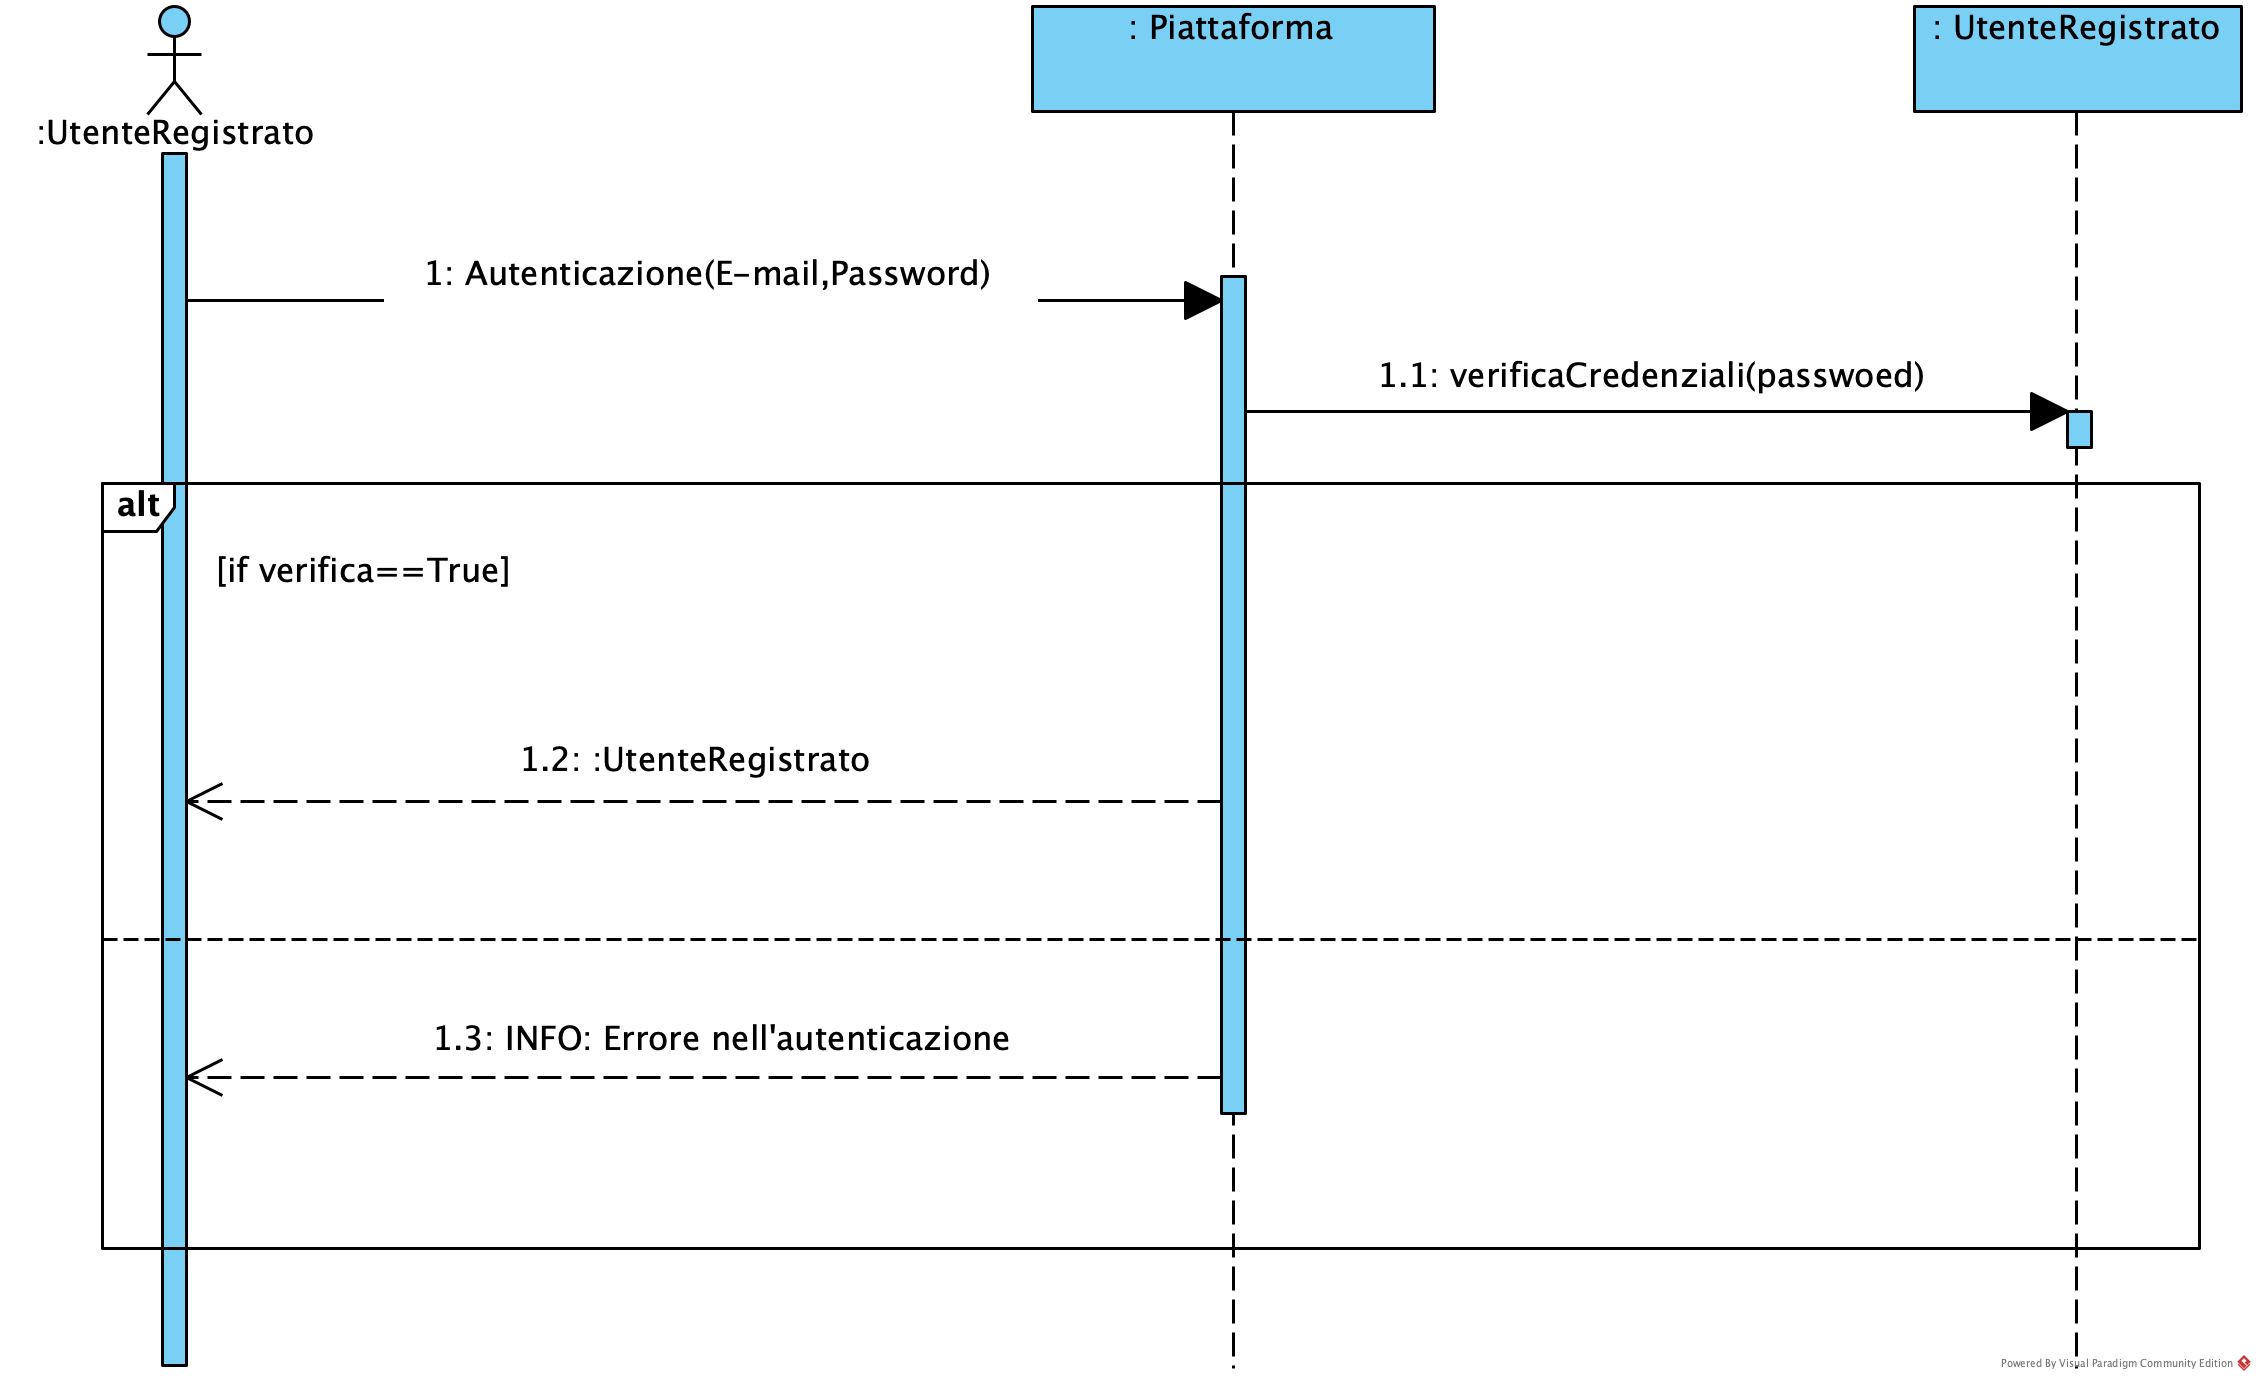 : Piattaforma
: UtenteRegistrato
:UtenteRegistrato
1: Autenticazione(E-mail,Password)
1.1: verificaCredenziali(passwoed)
alt
[if verifica==True]
1.2: :UtenteRegistrato
1.3: INFO: Errore nell'autenticazione
Powered By Visual Paradigm Community Edition